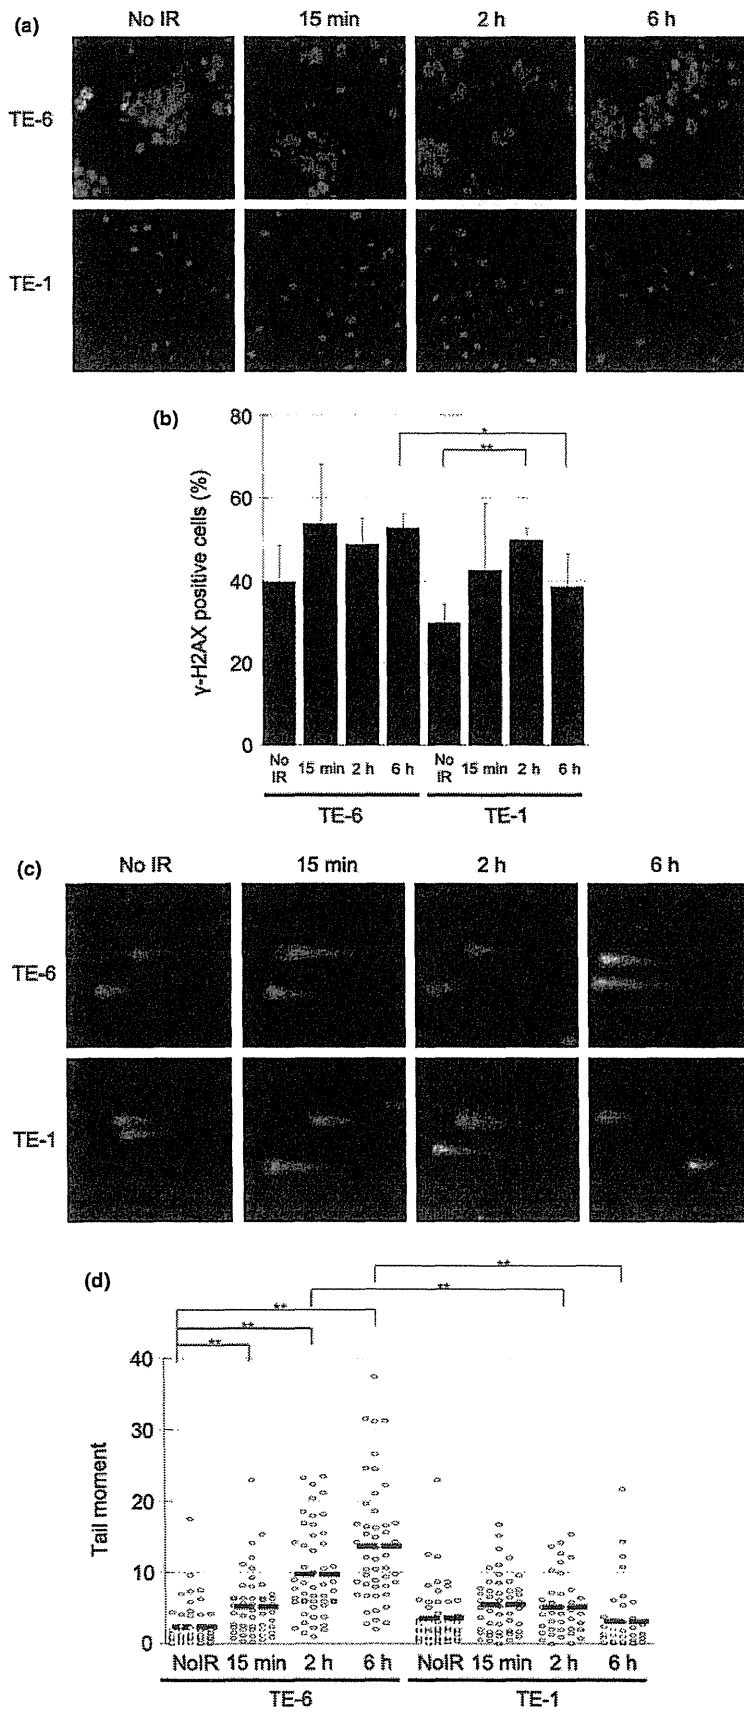 (a)
No IR 15 min 2 h 6 h
TE-6
TE-1
(b)
γ-H2AX positive cells (%)
80
60
40
20
0
*
**
No IR 15 min 2 h 6 h No IR 15 min 2 h 6 h
TE-6 TE-1
(c)
No IR 15 min 2 h 6 h
TE-6
TE-1
(d)
**
**
**
**
**
Tail moment
40
30
20
10
0
NoIR 15 min 2 h 6 h NoIR 15 min 2 h 6 h
TE-6 TE-1